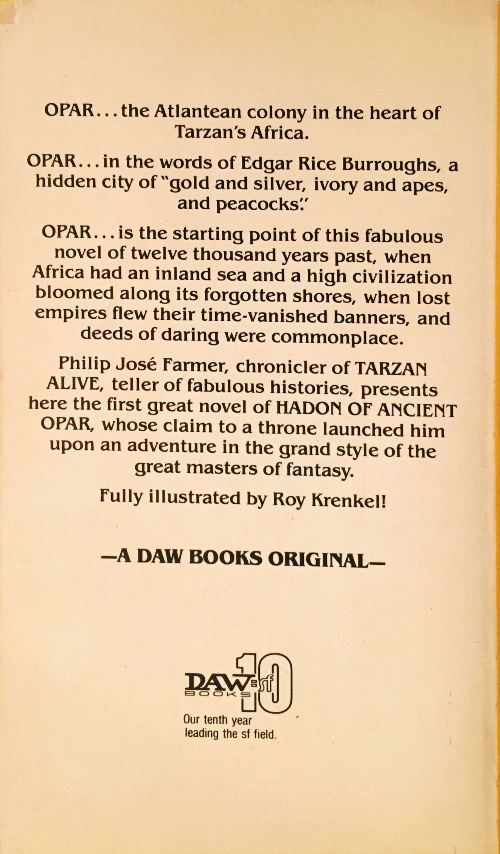 OPAR...the Atlantean colony in the heart of
Tarzan's Africa.
OPAR...in the words of Edgar Rice Burroughs, a
hidden city of "gold and silver, ivory and apes,
and peacocks."
OPAR...is the starting point of this fabulous
novel of twelve thousand years past, when
Africa had an inland sea and a high civilization
bloomed along its forgotten shores, when lost
empires flew their time-vanished banners, and
deeds of daring were commonplace.
Philip José Farmer, chronicler of TARZAN
ALIVE, teller of fabulous histories, presents
here the first great novel of HADON OF ANCIENT
OPAR, whose claim to a throne launched him
upon an adventure in the grand style of the
great masters of fantasy.
Fully illustrated by Roy Krenkel!
—A DAW BOOKS ORIGINAL—
DAW sf 10
BOOKS
Our tenth year
leading the sf field.